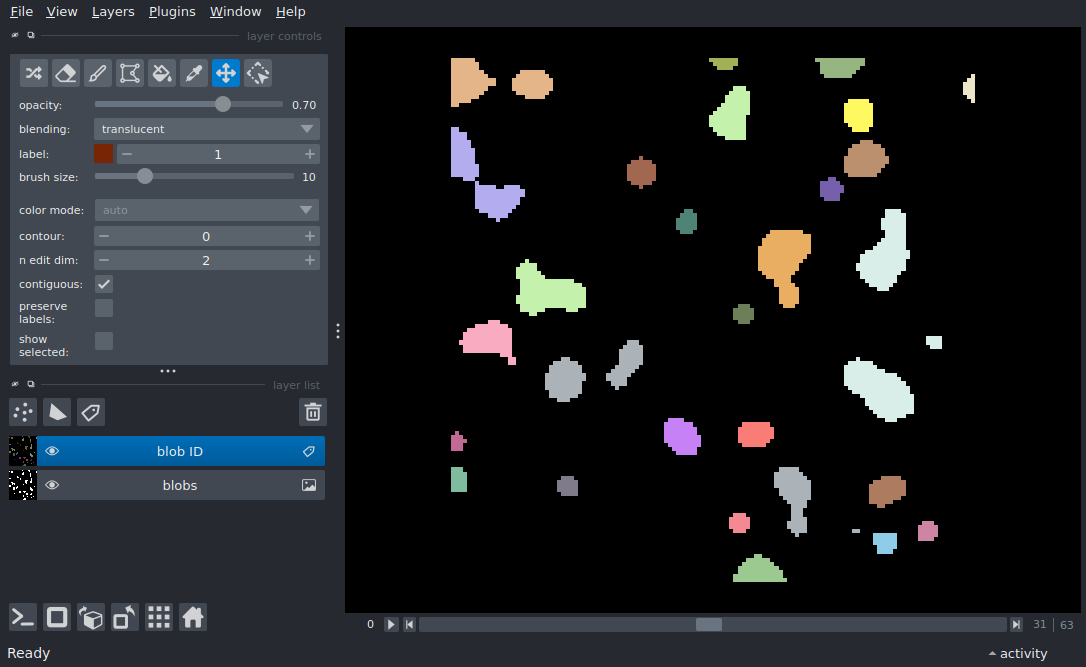 File View Layers Plugins Window Help
layer controls
opacity: 0.70
blending: translucent
label: 1
brush size: 10
color mode: auto
contour: 0
n edit dim: 2
contiguous:
preserve
labels:
show
selected:
layer list
blob ID
blobs
0 31 63
Ready activity